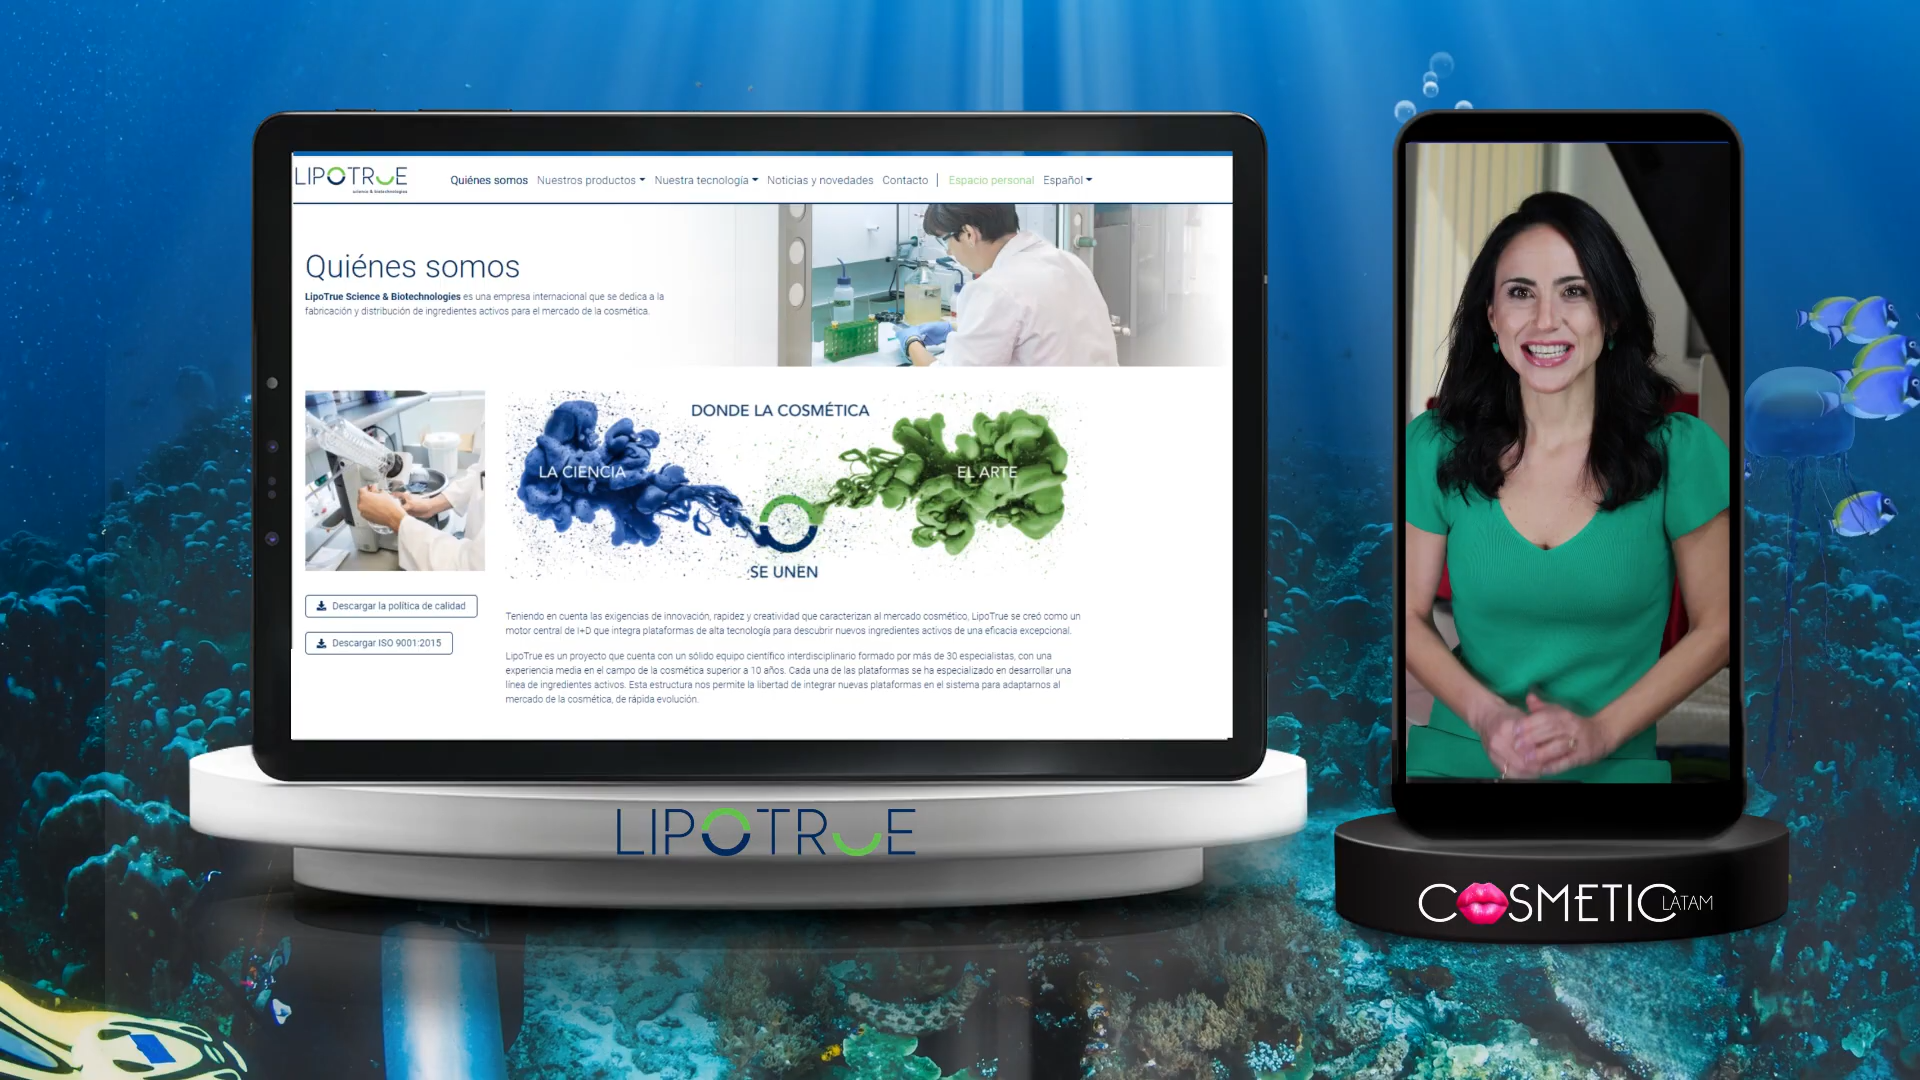 LIPOTRUE
science & biotechnologies
Quiénes somos Nuestros productos Nuestra tecnología Noticias y novedades Contacto | Espacio personal Español
Quiénes somos
LipoTrue Science & Biotechnologies es una empresa internacional que se dedica a la
fabricación y distribución de ingredientes activos para el mercado de la cosmética.
DONDE LA COSMÉTICA
LA CIENCIA
EL ARTE
SE UNEN
Descargar la política de calidad
Descargar ISO 9001:2015
Teniendo en cuenta las exigencias de innovación, rapidez y creatividad que caracterizan al mercado cosmético, LipoTrue se creó como un
motor central de I+D que integra plataformas de alta tecnología para descubrir nuevos ingredientes activos de una eficacia excepcional.
LipoTrue es un proyecto que cuenta con un sólido equipo científico interdisciplinario formado por más de 30 especialistas, con una
experiencia media en el campo de la cosmética superior a 10 años. Cada una de las plataformas se ha especializado en desarrollar una
línea de ingredientes activos. Esta estructura nos permite la libertad de integrar nuevas plataformas en el sistema para adaptarnos al
mercado de la cosmética, de rápida evolución.
LIPOTRUE
COSMETIC LATAM